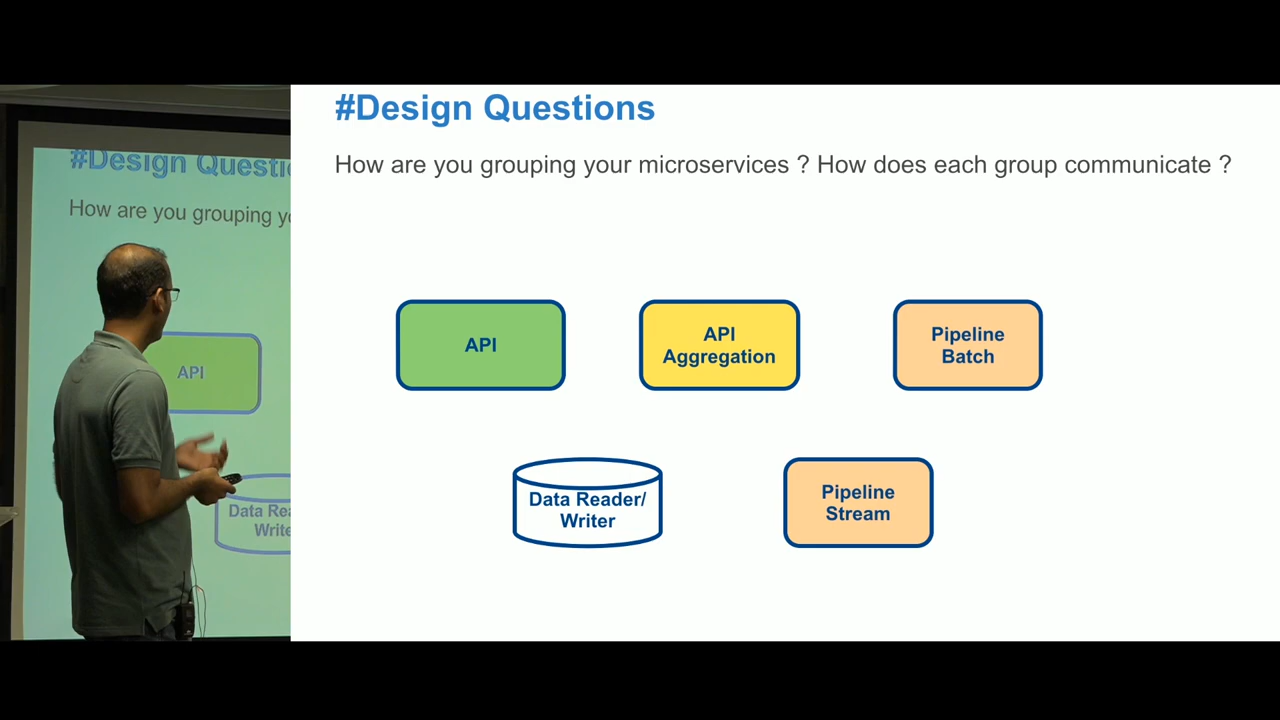 #Design Questions
How are you grouping your microservices ? How does each group communicate ?
API
API
Aggregation
Pipeline
Batch
Data Reader/
Writer
Pipeline
Stream
#Design Questi
How are you grouping y
API
Data Rea
Write